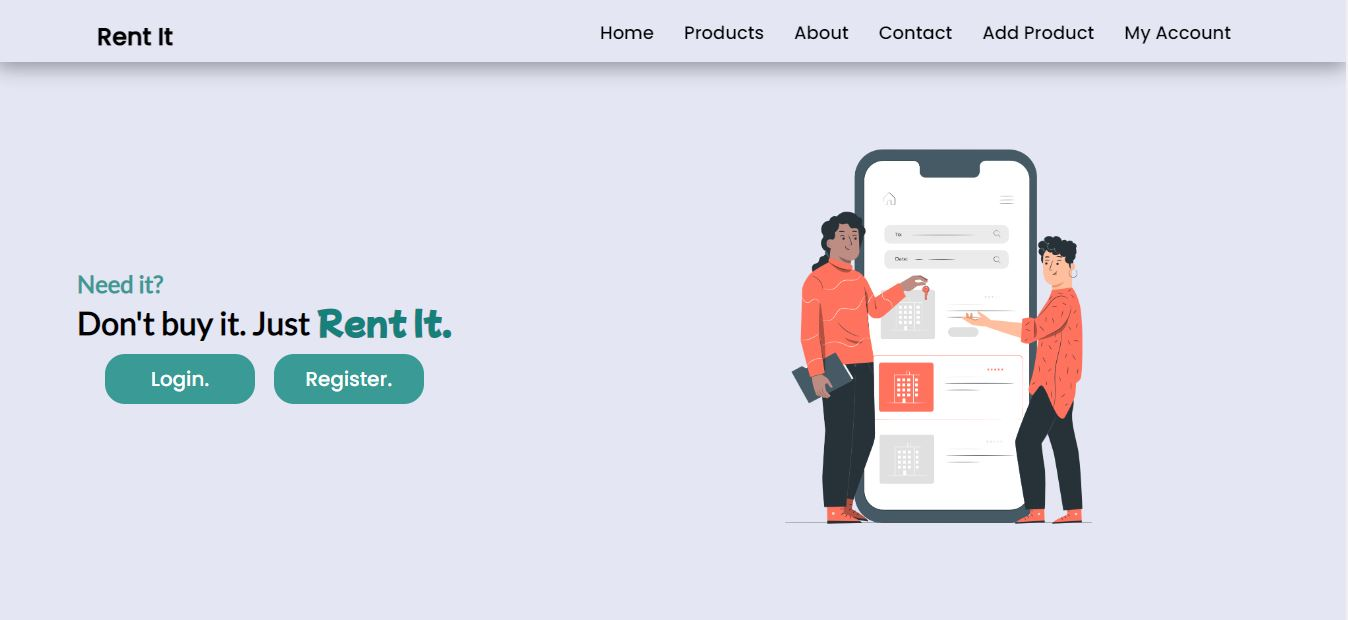 Rent It
Home Products About Contact Add Product My Account
Need it?
Don't buy it. Just Rent It.
Login. Register.